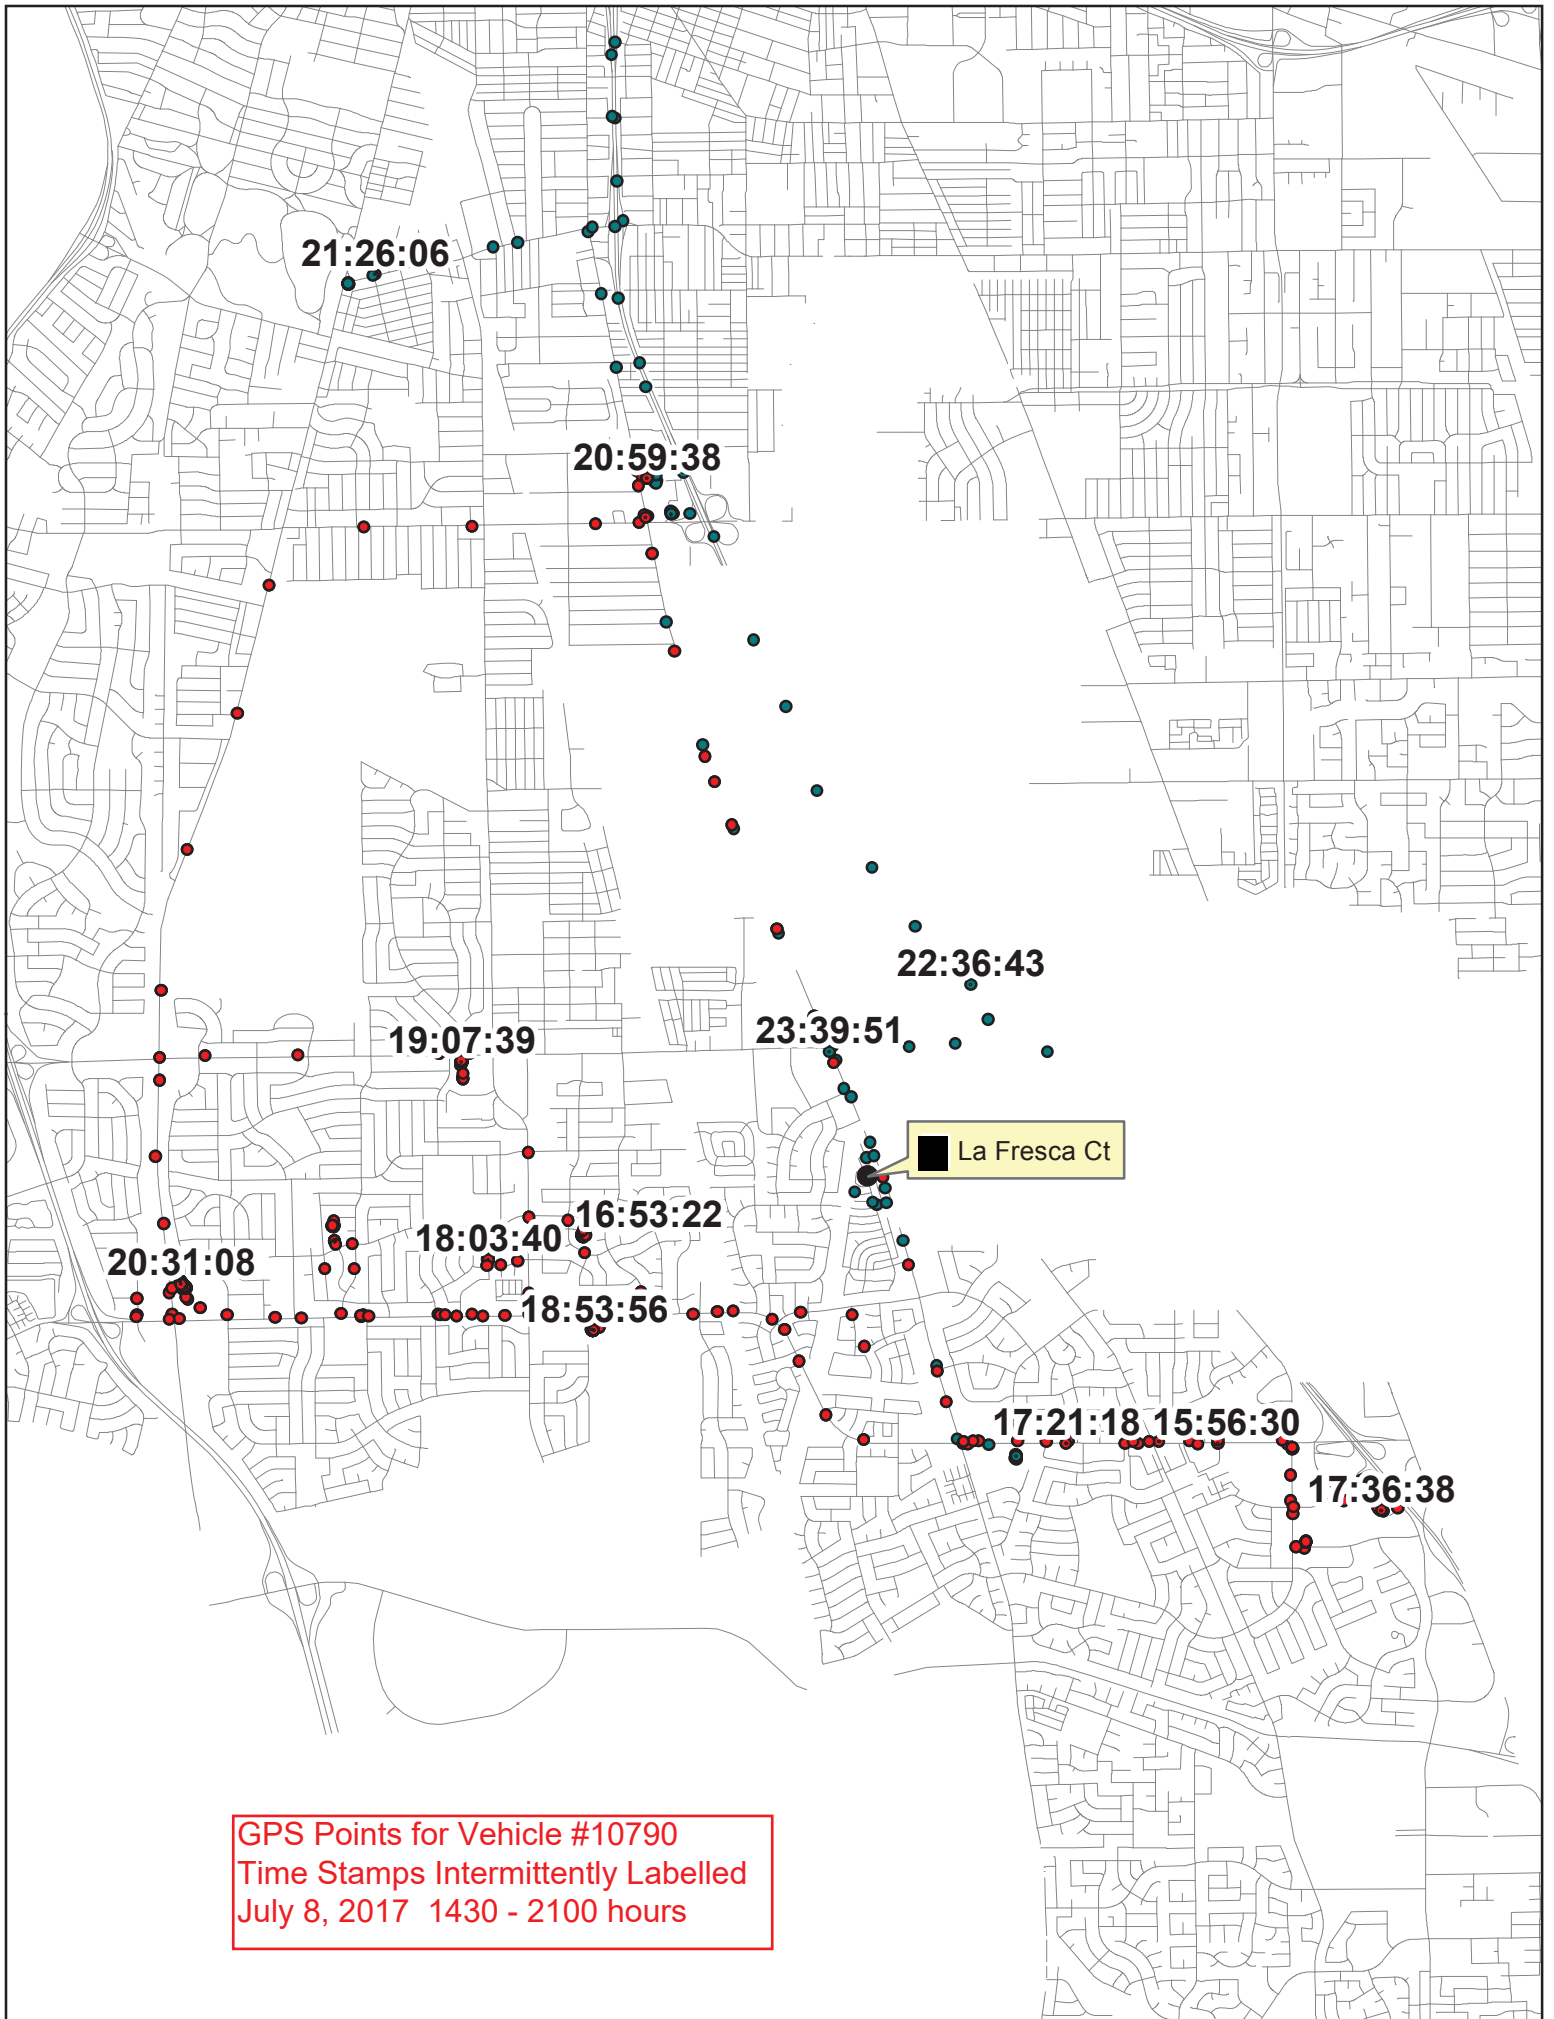 21:26:06
20:59:38
22:36:43
23:39:51
19:07:39
La Fresca Ct
16:53:22
18:03:40
20:31:08
18:53:56
17:21:18 15:56:30
17:36:38
GPS Points for Vehicle #10790
Time Stamps Intermittently Labelled
July 8, 2017 1430 - 2100 hours